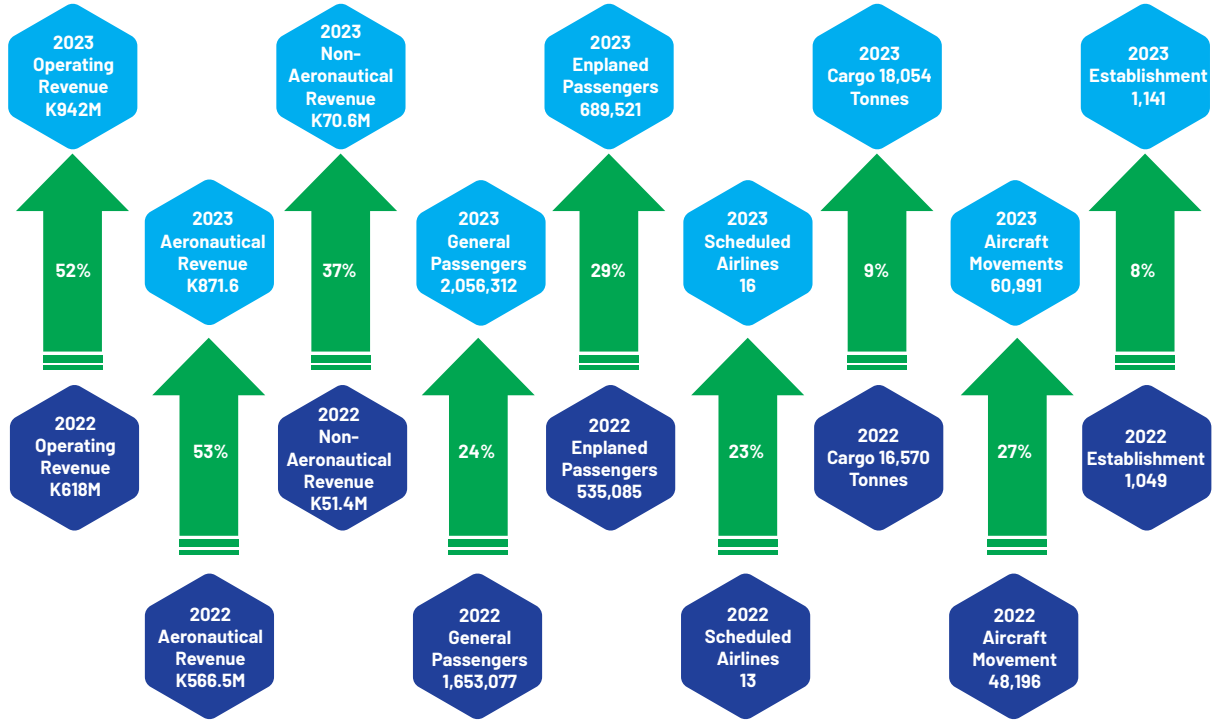 2023
Operating
Revenue
K942M
2023
Non-
Aeronautical
Revenue
K70.6M
2023
Enplaned
Passengers
689,521
2023
Cargo 18,054
Tonnes
2023
Establishment
1,141
2023
Aeronautical
Revenue
K871.6
2023
General
Passengers
2,056,312
2023
Scheduled
Airlines
16
2023
Aircraft
Movements
60,991
52%
37%
29%
9%
8%
2022
Operating
Revenue
K618M
2022
Non-
Aeronautical
Revenue
K51.4M
2022
Enplaned
Passengers
535,085
2022
Cargo 16,570
Tonnes
2022
Establishment
1,049
53%
24%
23%
27%
2022
Aeronautical
Revenue
K566.5M
2022
General
Passengers
1,653,077
2022
Scheduled
Airlines
13
2022
Aircraft
Movement
48,196